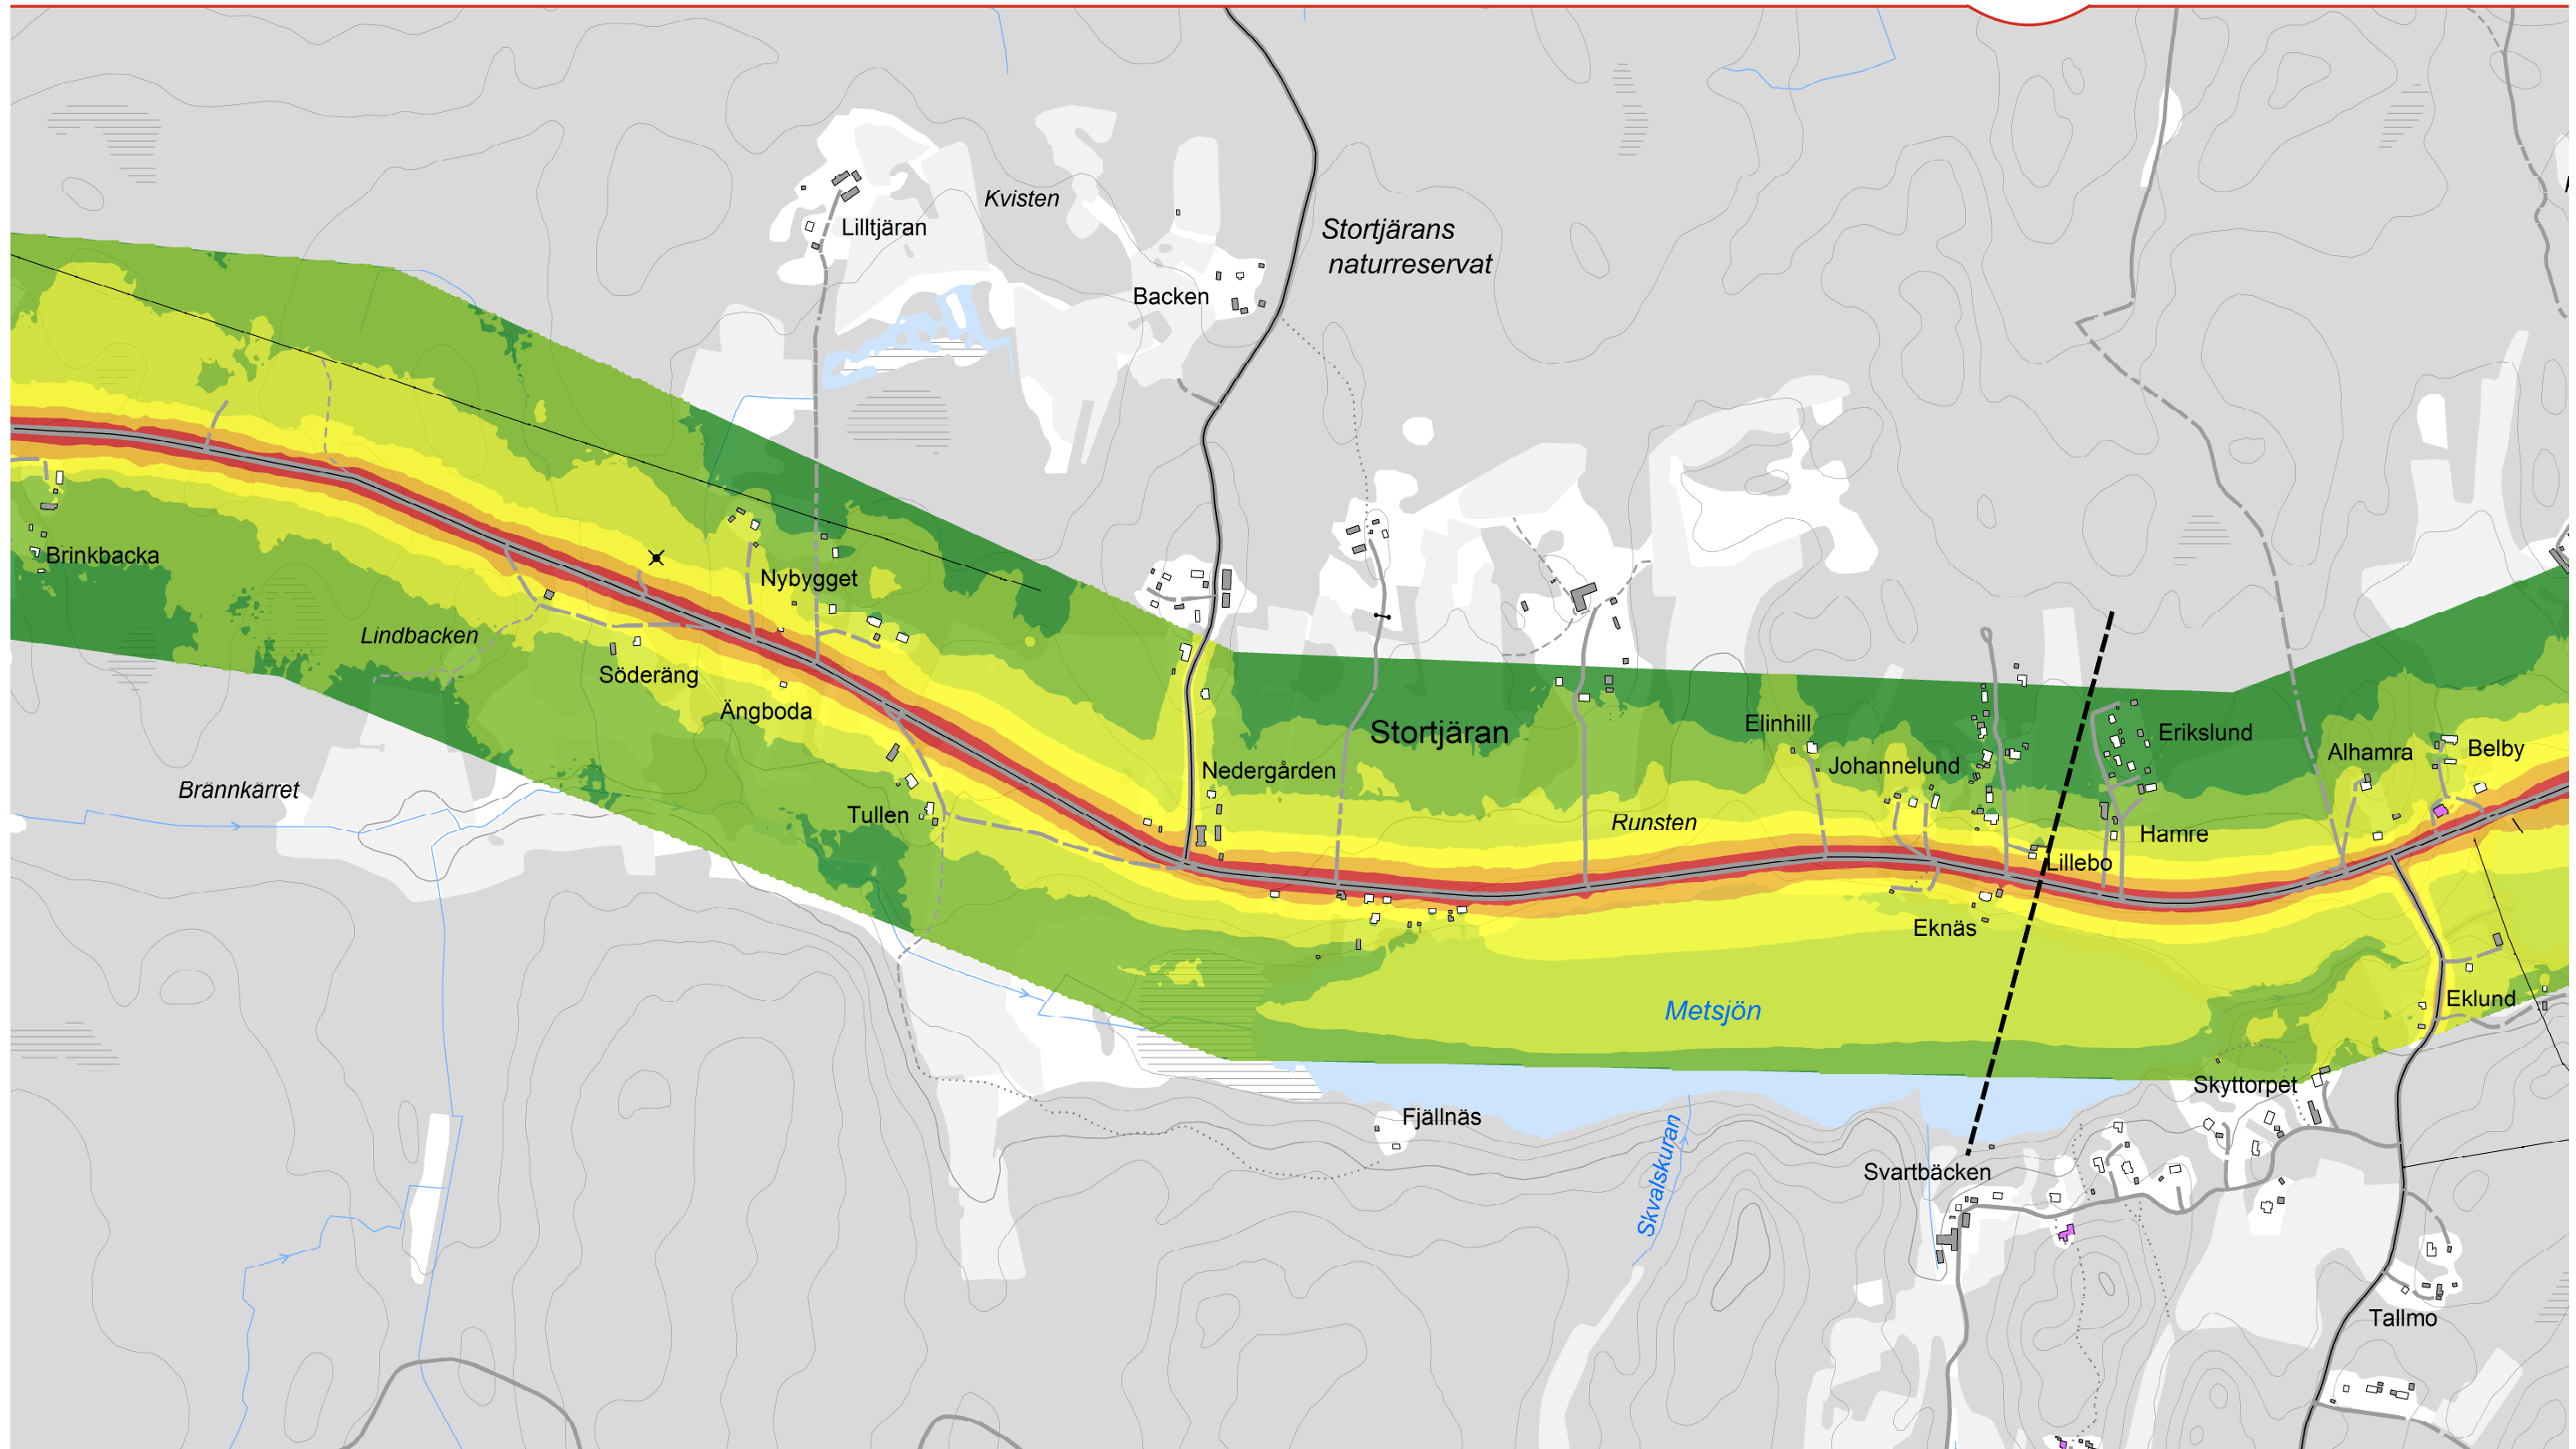 Kvisten
Lilltjäran
Stortjärans
naturreservat
Backen
Brinkbacka
Nybygget
Lindbacken
Söderäng
Ängboda
Elinhill
Stortjäran
Erikslund
Belby
Alhamra
Johannelund
Nedergården
Brännkärret
Tullen
Runsten
Hamre
Lillebo
Eknäs
Eklund
Metsjön
Skyttorpet
Fjällnäs
Skvalskuran
Svartbäcken
Tallmo